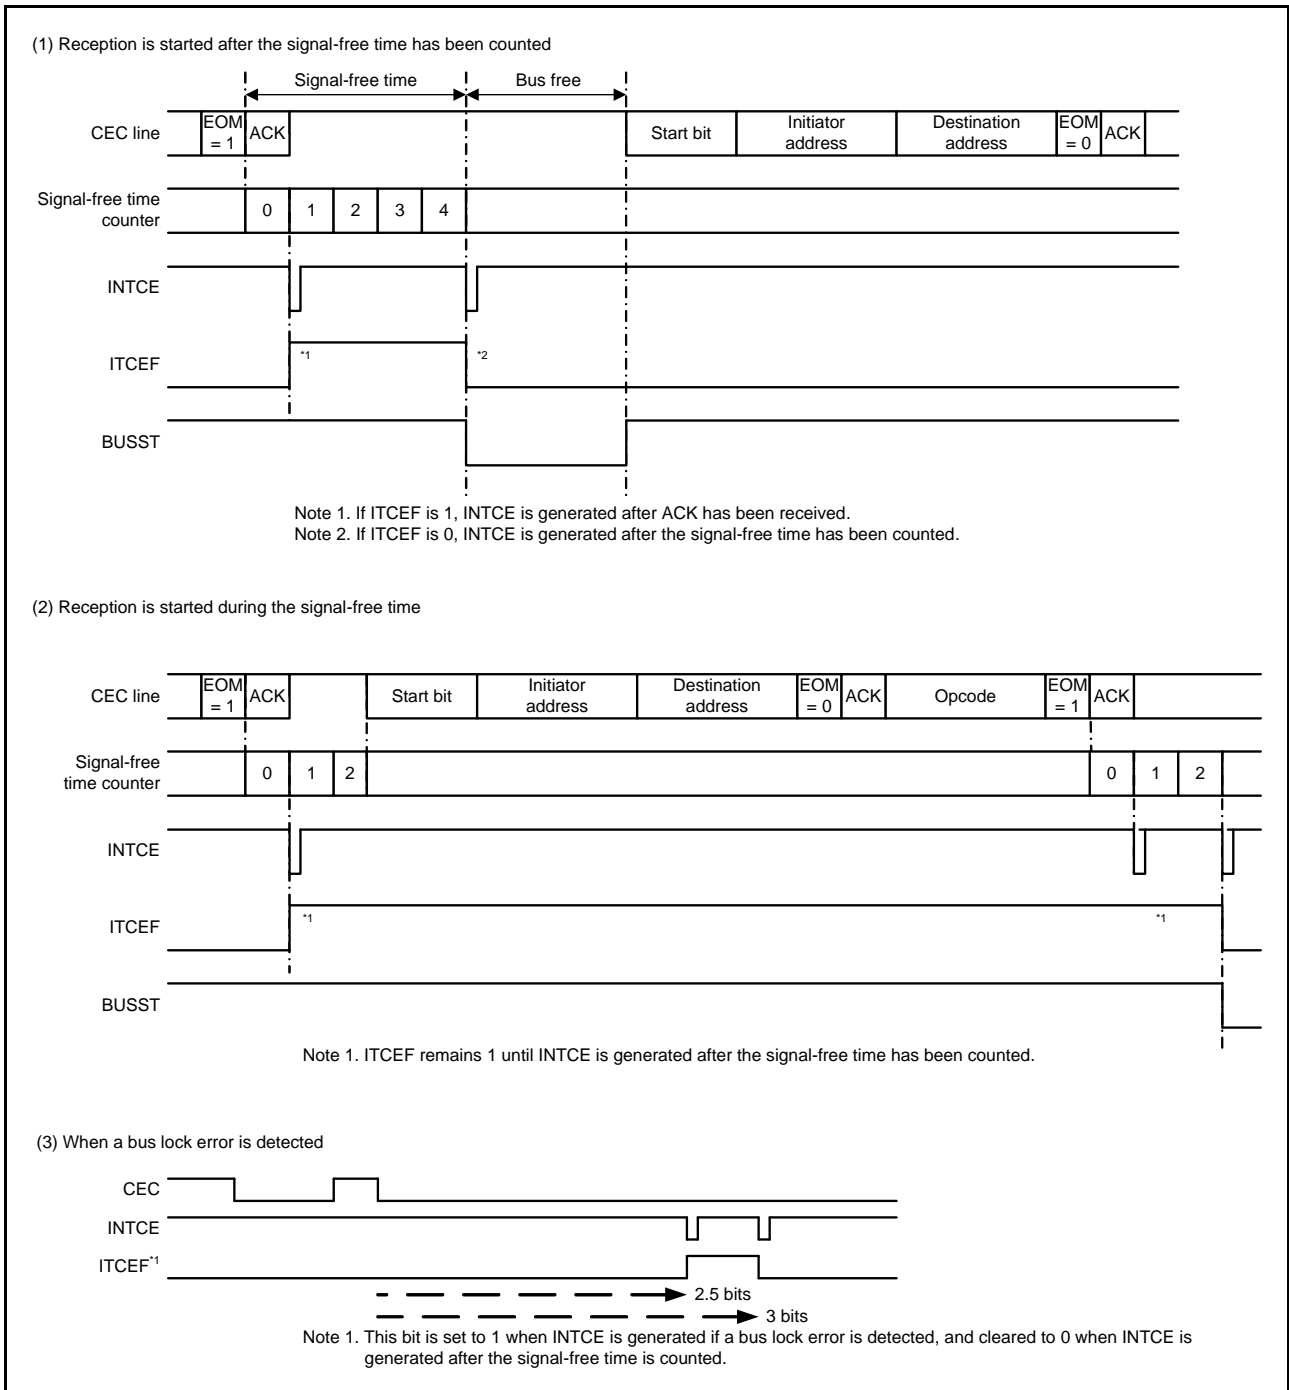 (1) Reception is started after the signal-free time has been counted
Signal-free time
Bus free
CEC line
EOM = 1
ACK
Start bit
Initiator address
Destination address
EOM = 0
ACK
Signal-free time counter
0 1 2 3 4
INTCE
ITCEF
*1
*2
BUSST
Note 1. If ITCEF is 1, INTCE is generated after ACK has been received.
Note 2. If ITCEF is 0, INTCE is generated after the signal-free time has been counted.
(2) Reception is started during the signal-free time
CEC line
EOM = 1
ACK
Start bit
Initiator address
Destination address
EOM = 0
ACK
Opcode
EOM = 1
ACK
Signal-free time counter
0 1 2
0 1 2
INTCE
ITCEF
*1
*1
BUSST
Note 1. ITCEF remains 1 until INTCE is generated after the signal-free time has been counted.
(3) When a bus lock error is detected
CEC
INTCE
ITCEF*1
2.5 bits
3 bits
Note 1. This bit is set to 1 when INTCE is generated if a bus lock error is detected, and cleared to 0 when INTCE is
generated after the signal-free time is counted.